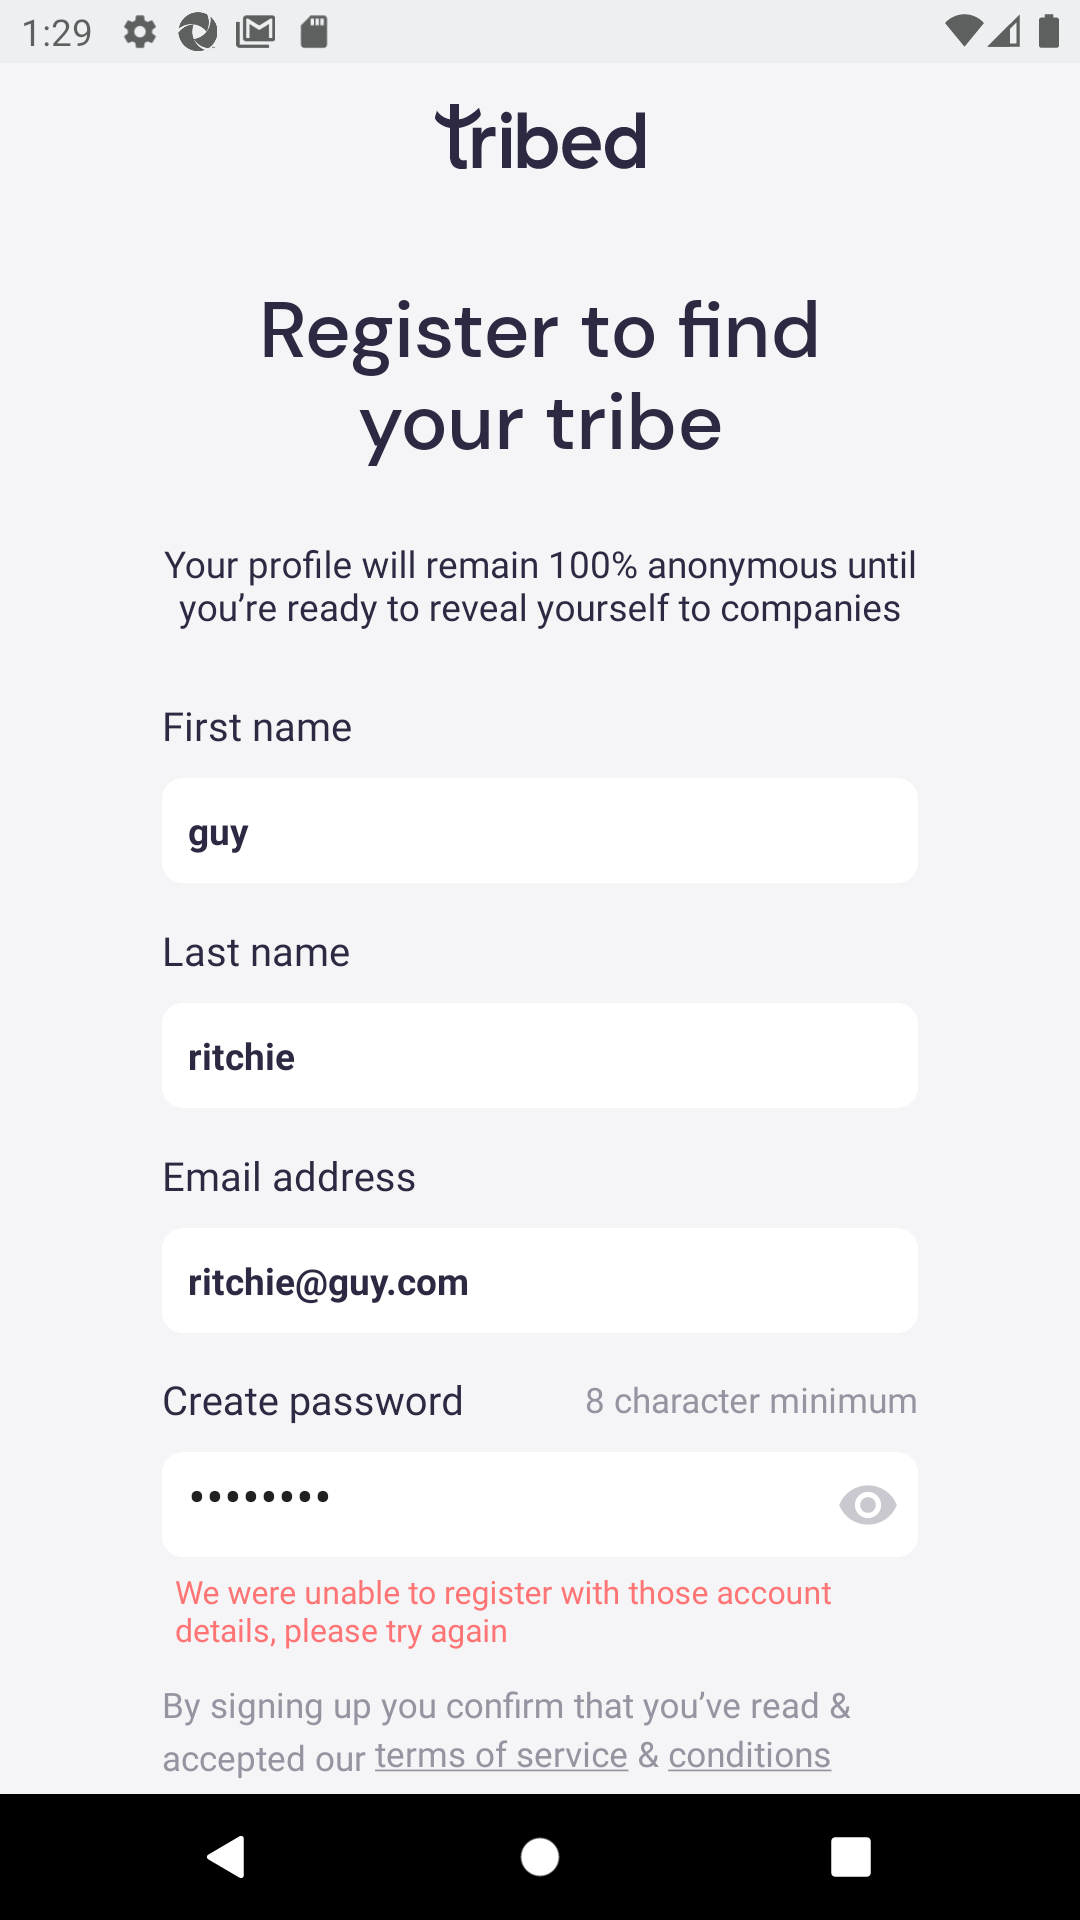 1:29
tribed
Register to find
your tribe
Your profile will remain 100% anonymous until
you’re ready to reveal yourself to companies
First name
guy
Last name
ritchie
Email address
ritchie@guy.com
Create password 8 character minimum
••••••••
We were unable to register with those account
details, please try again
By signing up you confirm that you’ve read &
accepted our terms of service & conditions